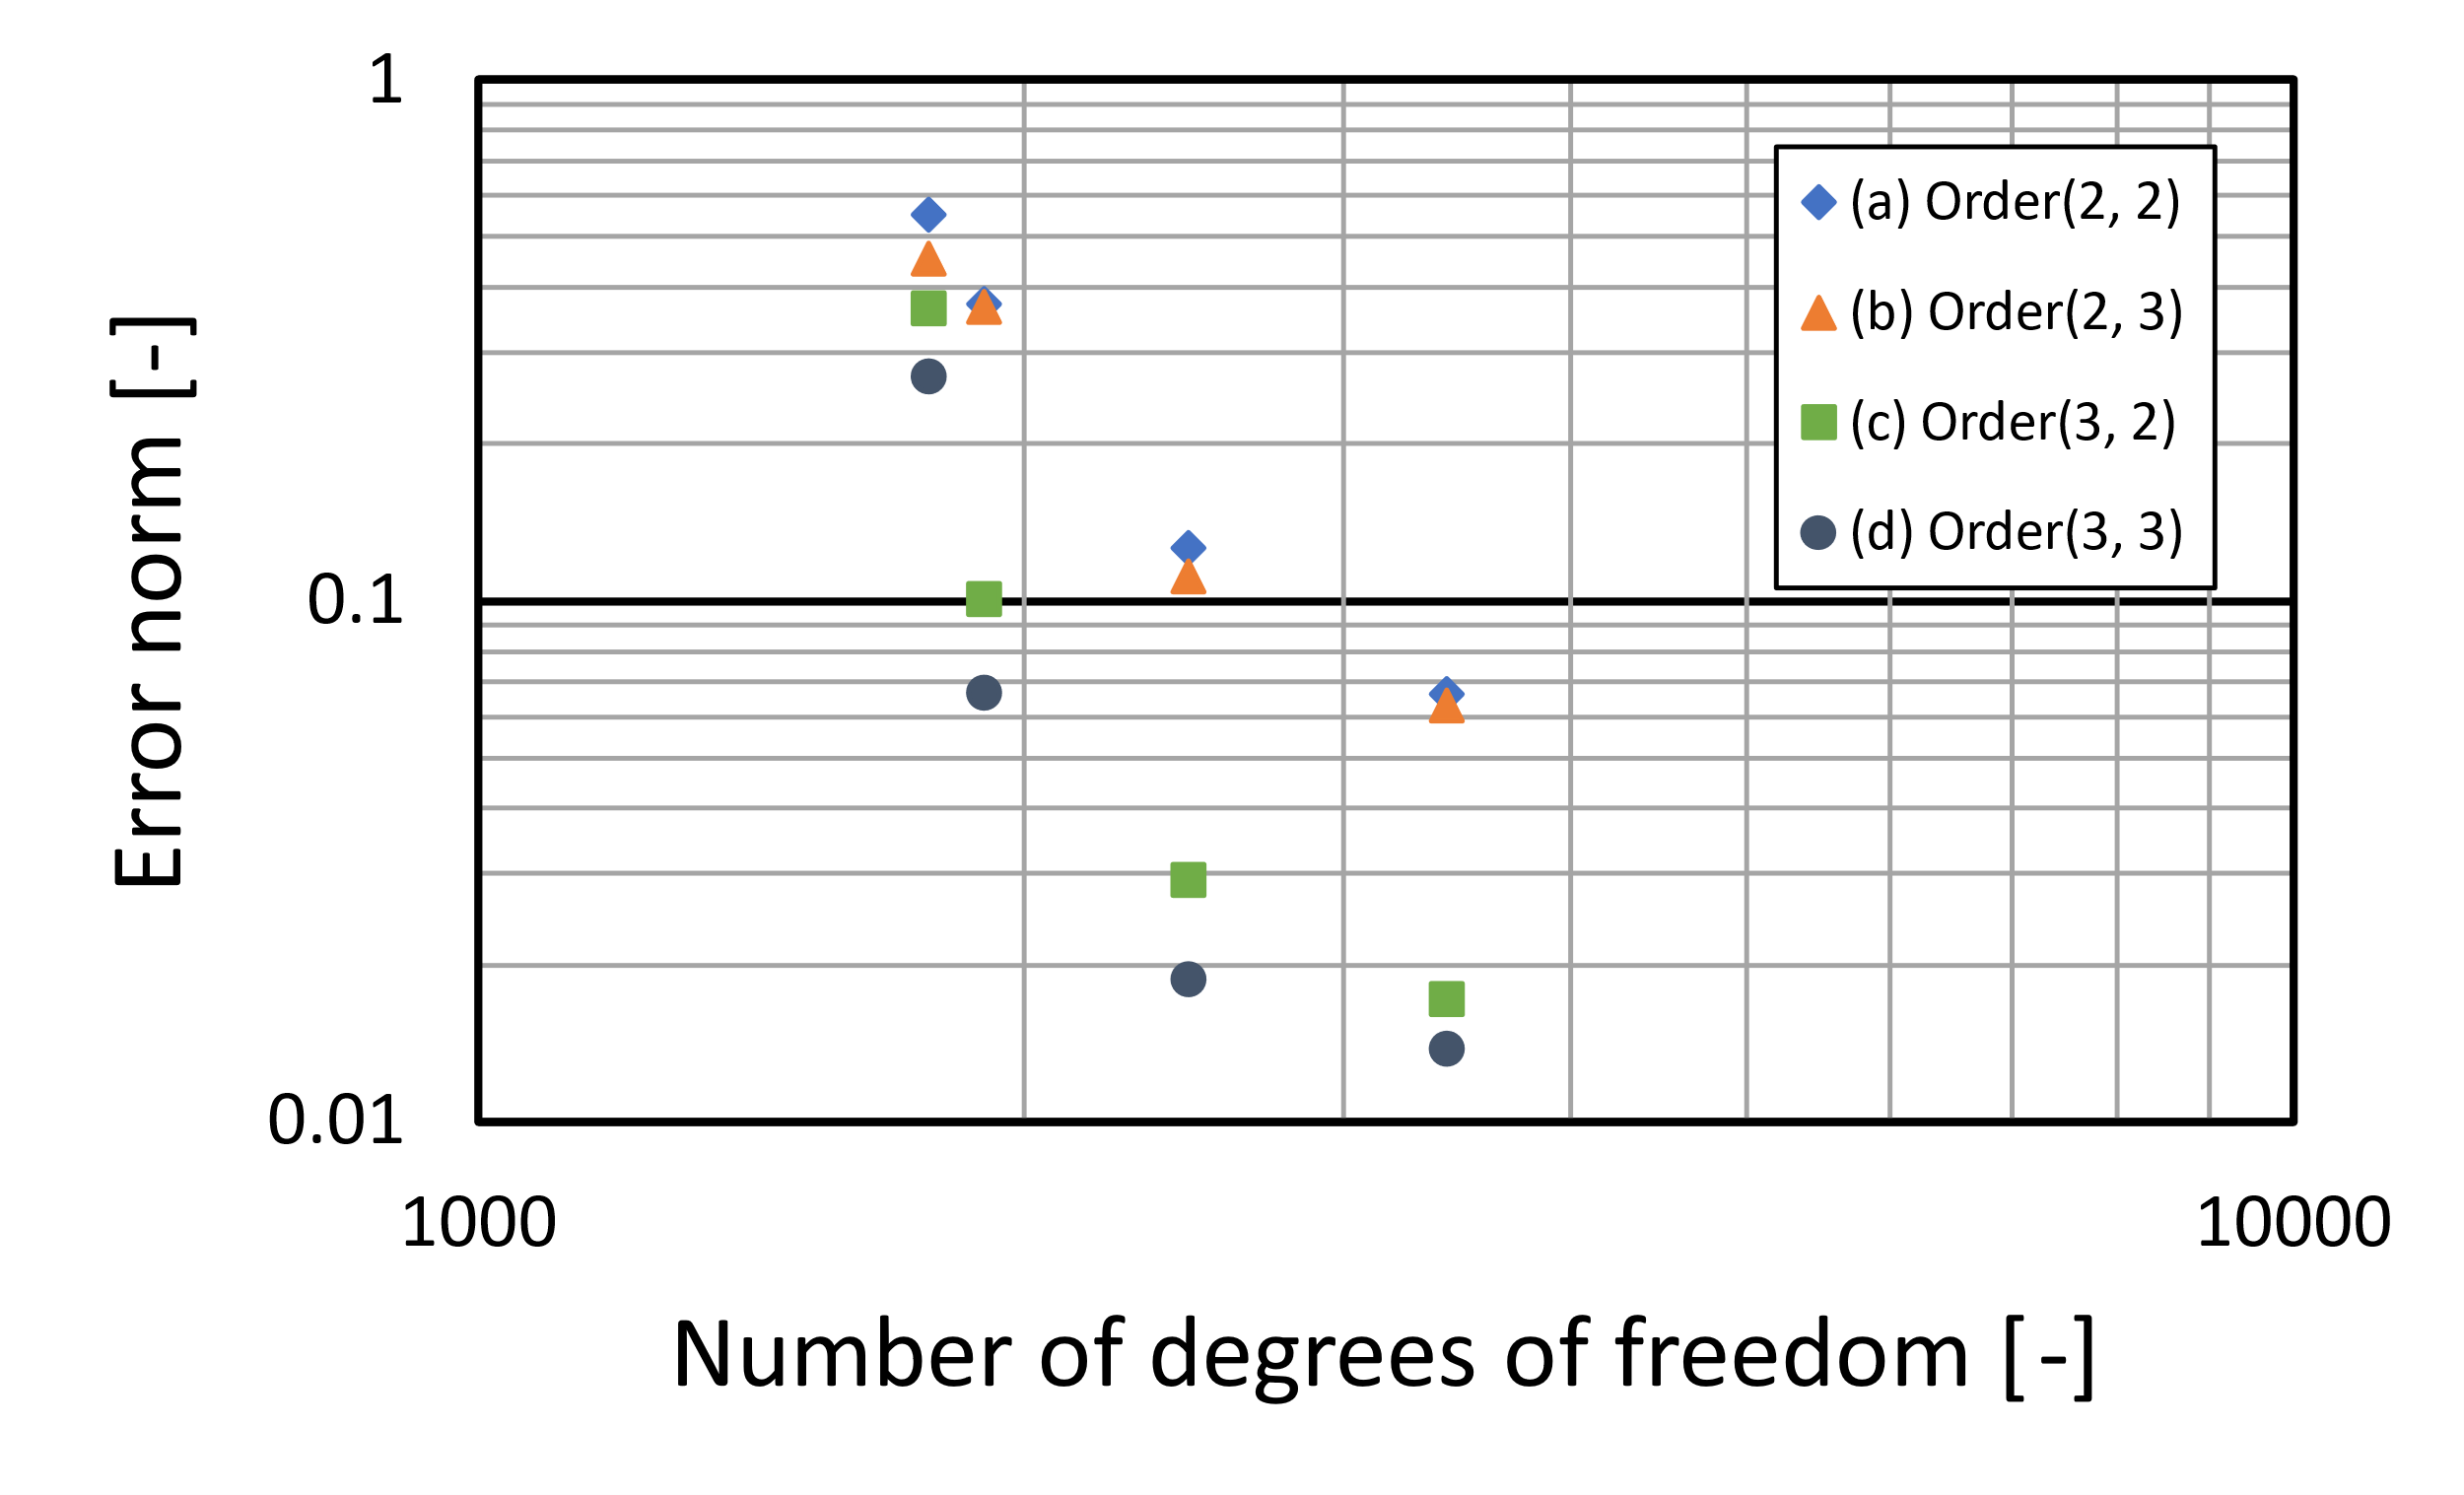 1
0.1
0.01
Error norm [-]
(a) Order(2, 2)
(b) Order(2, 3)
(c) Order(3, 2)
(d) Order(3, 3)
1000
10000
Number of degrees of freedom [-]